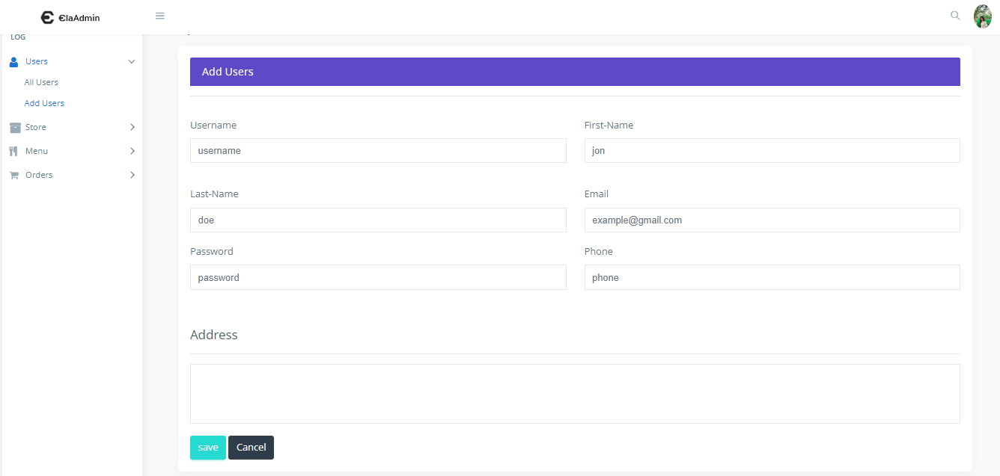 ЄlaAdmin
LOG
Users
All Users
Add Users
Store
Menu
Orders
Add Users
Username
First-Name
username
jon
Last-Name
Email
doe
example@gmail.com
Password
Phone
password
phone
Address
save
Cancel